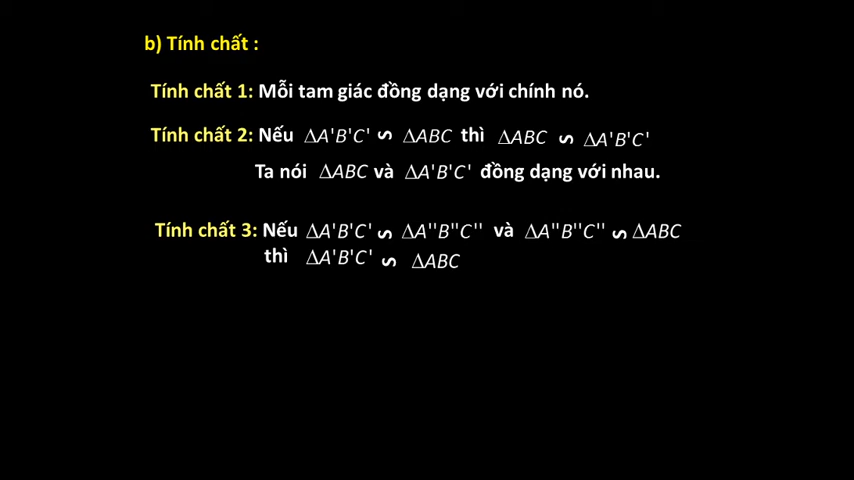 b) Tính chất :
Tính chất 1: Mỗi tam giác đồng dạng với chính nó.
Tính chất 2: Nếu ΔA'B'C' ∽ ΔABC thì ΔABC ∽ ΔA'B'C'
Ta nói ΔABC và ΔA'B'C' đồng dạng với nhau.
Tính chất 3: Nếu ΔA'B'C' ∽ ΔA''B''C'' và ΔA''B''C'' ∽ ΔABC
thì ΔA'B'C' ∽ ΔABC